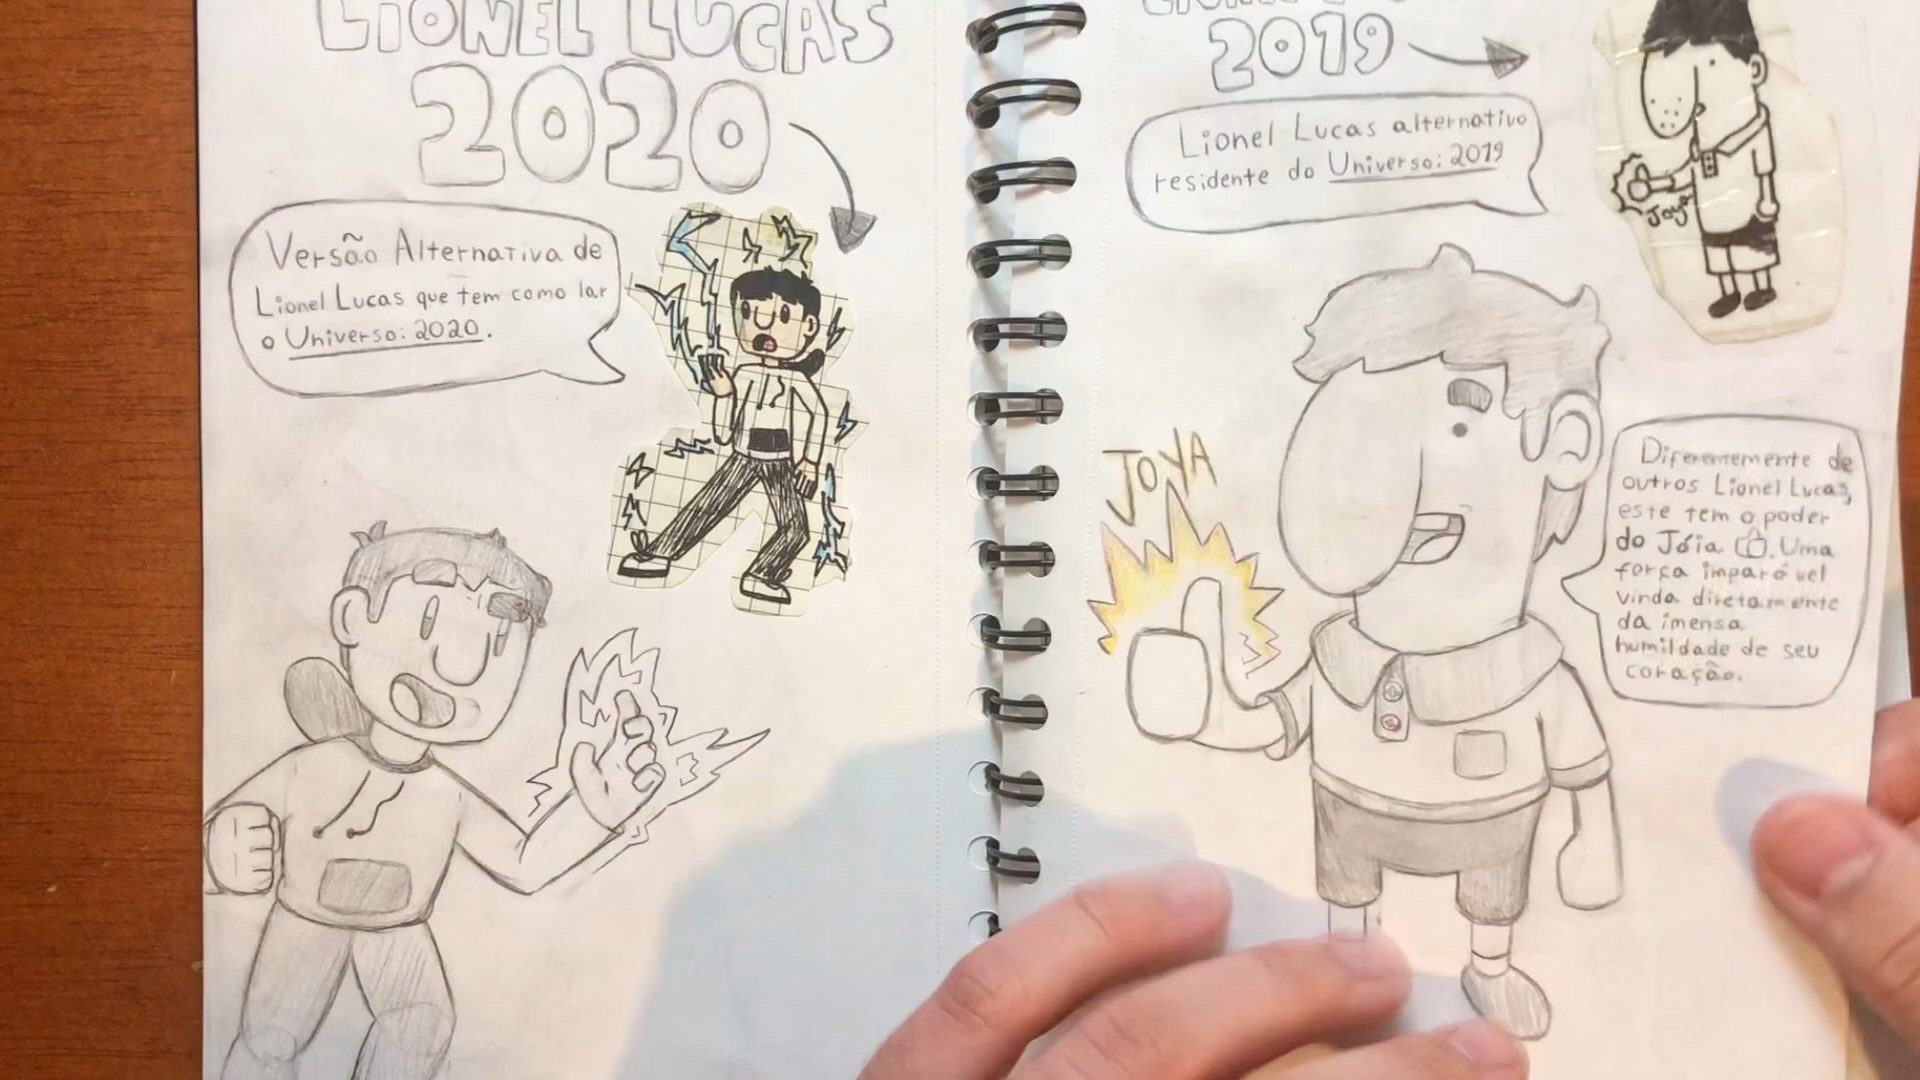 LIONEL LUCAS
2020
Versão Alternativa de
Lionel Lucas que tem como lar
o Universo: 2020.
2019
Lionel Lucas alternativo
residente do Universo: 2019
Joya
JOYA
Diferentemente de
outros Lionel Lucas,
este tem o poder
do Jóia 👍. Uma
força imparável
vinda diretamente
da imensa
humildade de seu
coração.